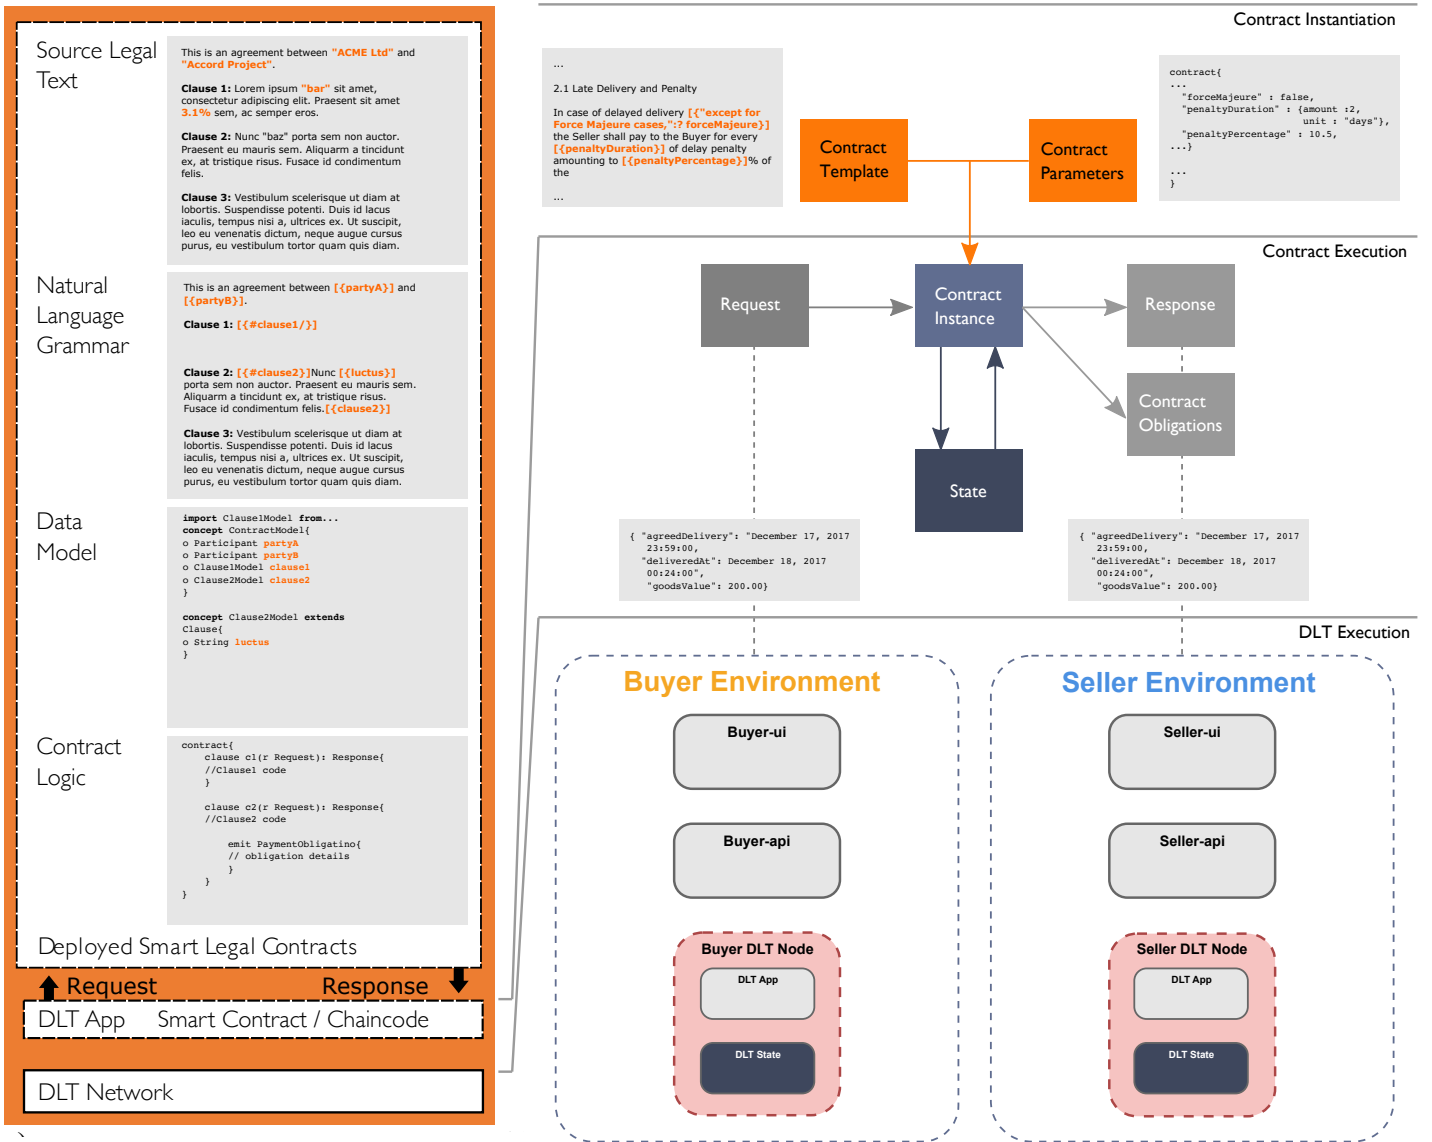 Source Legal
Text
This is an agreement between "ACME Ltd" and
"Accord Project".
Clause 1: Lorem ipsum "bar" sit amet,
consectetur adipiscing elit. Praesent sit amet
3.1% sem, ac semper eros.
Clause 2: Nunc "baz" porta sem non auctor.
Praesent eu mauris sem. Aliquarm a tincidunt
ex, at tristique risus. Fusace id condimentum
felis.
Clause 3: Vestibulum scelerisque ut diam at
lobortis. Suspendisse potenti. Duis id lacus
iaculis, tempus nisi a, ultrices ex. Ut suscipit,
leo eu venenatis dictum, neque augue cursus
purus, eu vestibulum tortor quam quis diam.
Natural
Language
Grammar
This is an agreement between [{partyA}] and
[{partyB}].
Clause 1: [{#clause1/}]
Clause 2: [{#clause2}]Nunc [{luctus}]
porta sem non auctor. Praesent eu mauris sem.
Aliquarm a tincidunt ex, at tristique risus.
Fusace id condimentum felis.[{clause2}]
Clause 3: Vestibulum scelerisque ut diam at
lobortis. Suspendisse potenti. Duis id lacus
iaculis, tempus nisi a, ultrices ex. Ut suscipit,
leo eu venenatis dictum, neque augue cursus
purus, eu vestibulum tortor quam quis diam.
Data
Model
import Clause1Model from...
concept ContractModel{
o Participant partyA
o Participant partyB
o Clause1Model clause1
o Clause2Model clause2
}
concept Clause2Model extends
Clause{
o String luctus
}
Contract
Logic
contract{
clause c1(r Request): Response{
//Clause1 code
}
clause c2(r Request): Response{
//Clause2 code
emit PaymentObligatino{
// obligation details
}
}
}
Deployed Smart Legal Contracts
Request Response
DLT App Smart Contract / Chaincode
DLT Network
Contract Instantiation
...
2.1 Late Delivery and Penalty
In case of delayed delivery [{"except for
Force Majeure cases,":? forceMajeure}]
the Seller shall pay to the Buyer for every
[{penaltyDuration}] of delay penalty
amounting to [{penaltyPercentage}]% of
the
...
Contract
Template
Contract
Parameters
contract{
...
"forceMajeure" : false,
"penaltyDuration" : {amount :2,
unit : "days"},
"penaltyPercentage" : 10.5,
...}
...
}
Contract Execution
Request
Contract
Instance
Response
Contract
Obligations
State
{ "agreedDelivery": "December 17, 2017
23:59:00,
"deliveredAt": December 18, 2017
00:24:00",
"goodsValue": 200.00}
{ "agreedDelivery": "December 17, 2017
23:59:00,
"deliveredAt": December 18, 2017
00:24:00",
"goodsValue": 200.00}
DLT Execution
Buyer Environment
Buyer-ui
Buyer-api
Buyer DLT Node
DLT App
DLT State
Seller Environment
Seller-ui
Seller-api
Seller DLT Node
DLT App
DLT State